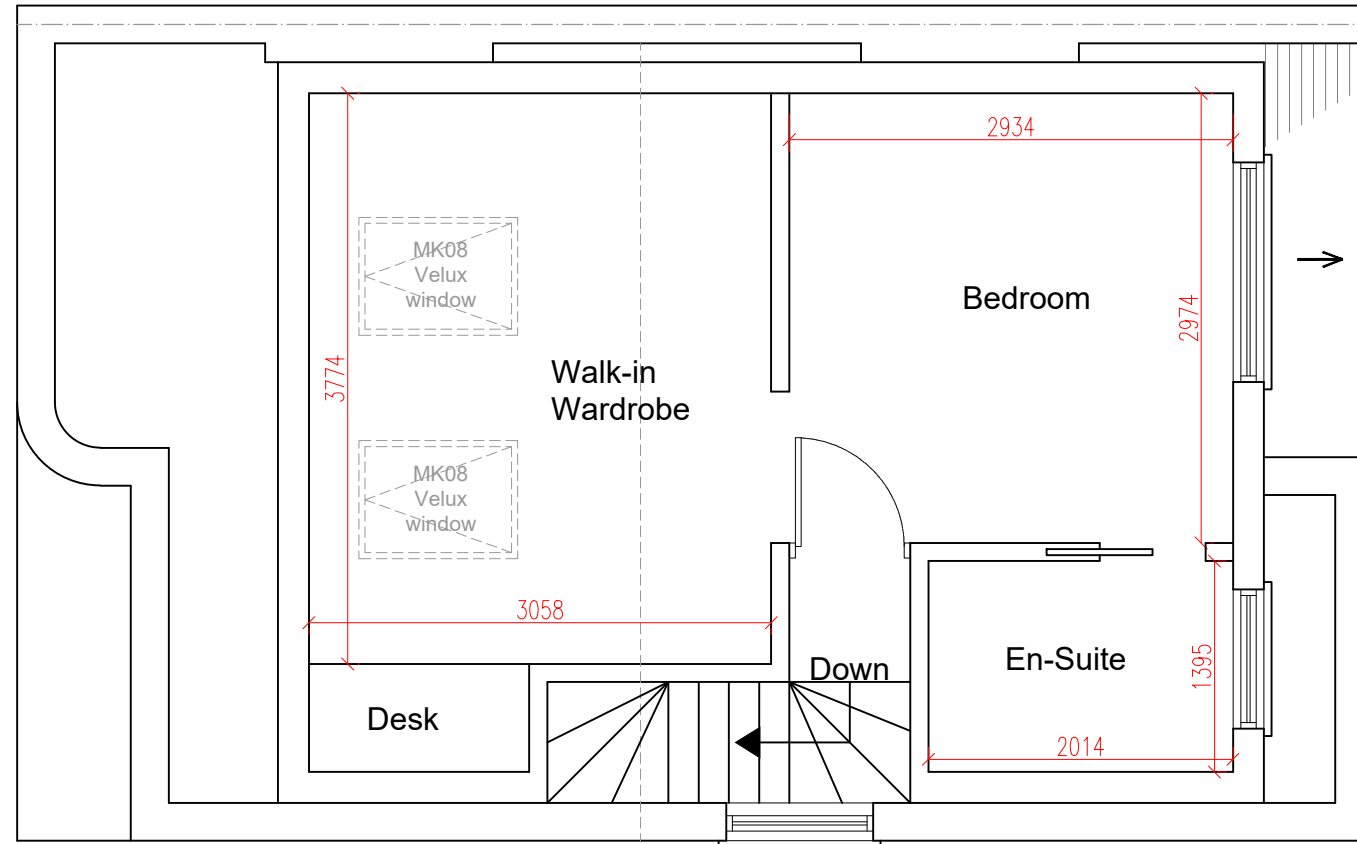 2934
MK08
Velux
window
Bedroom
2974
3774
Walk-in
Wardrobe
MK08
Velux
window
3058
Down
En-Suite
1395
Desk
2014